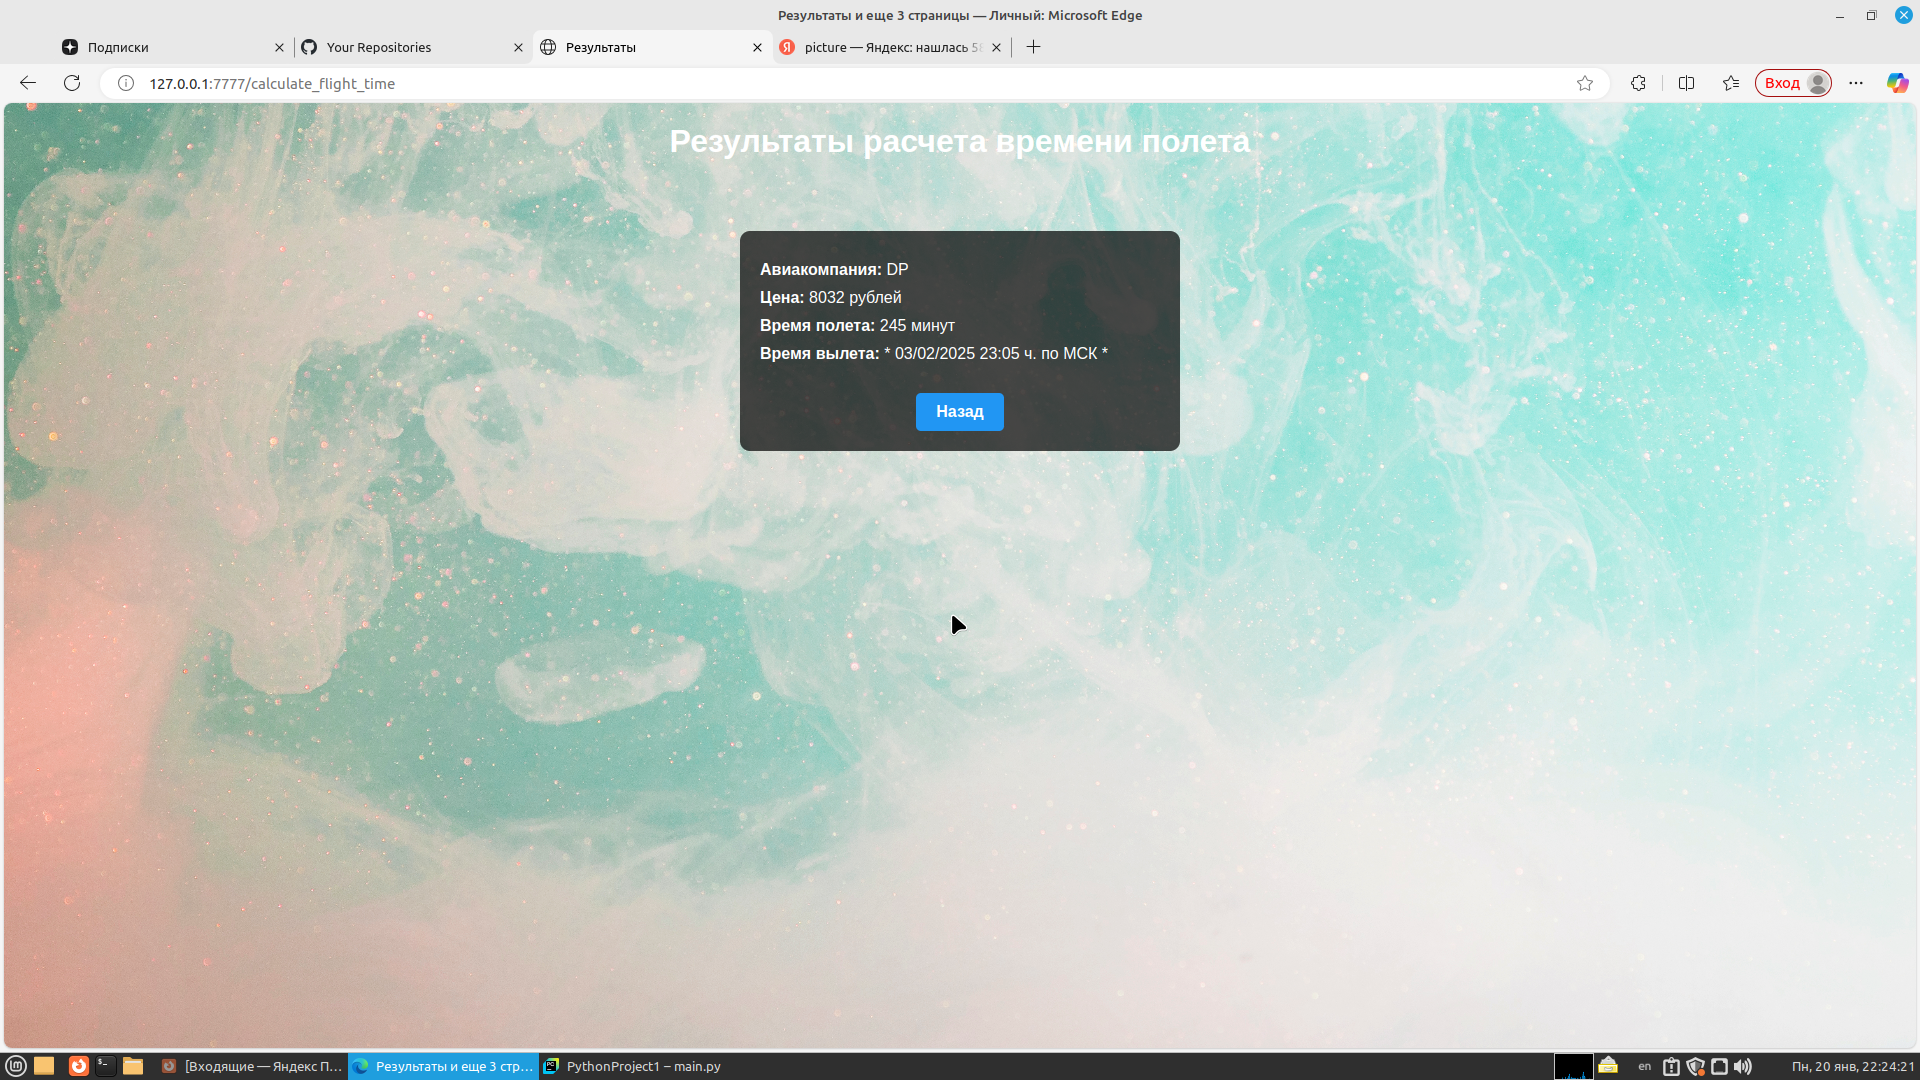 Результаты и еще 3 страницы — Личный: Microsoft Edge
Подписки
Your Repositories
Результаты
picture — Яндекс: нашлась 58
127.0.0.1:7777/calculate_flight_time
Вход
Результаты расчета времени полета
Авиакомпания: DP
Цена: 8032 рублей
Время полета: 245 минут
Время вылета: * 03/02/2025 23:05 ч. по МСК *
Назад
[Входящие — Яндекс П...
Результаты и еще 3 стр...
PythonProject1 – main.py
en
Пн, 20 янв, 22:24:21